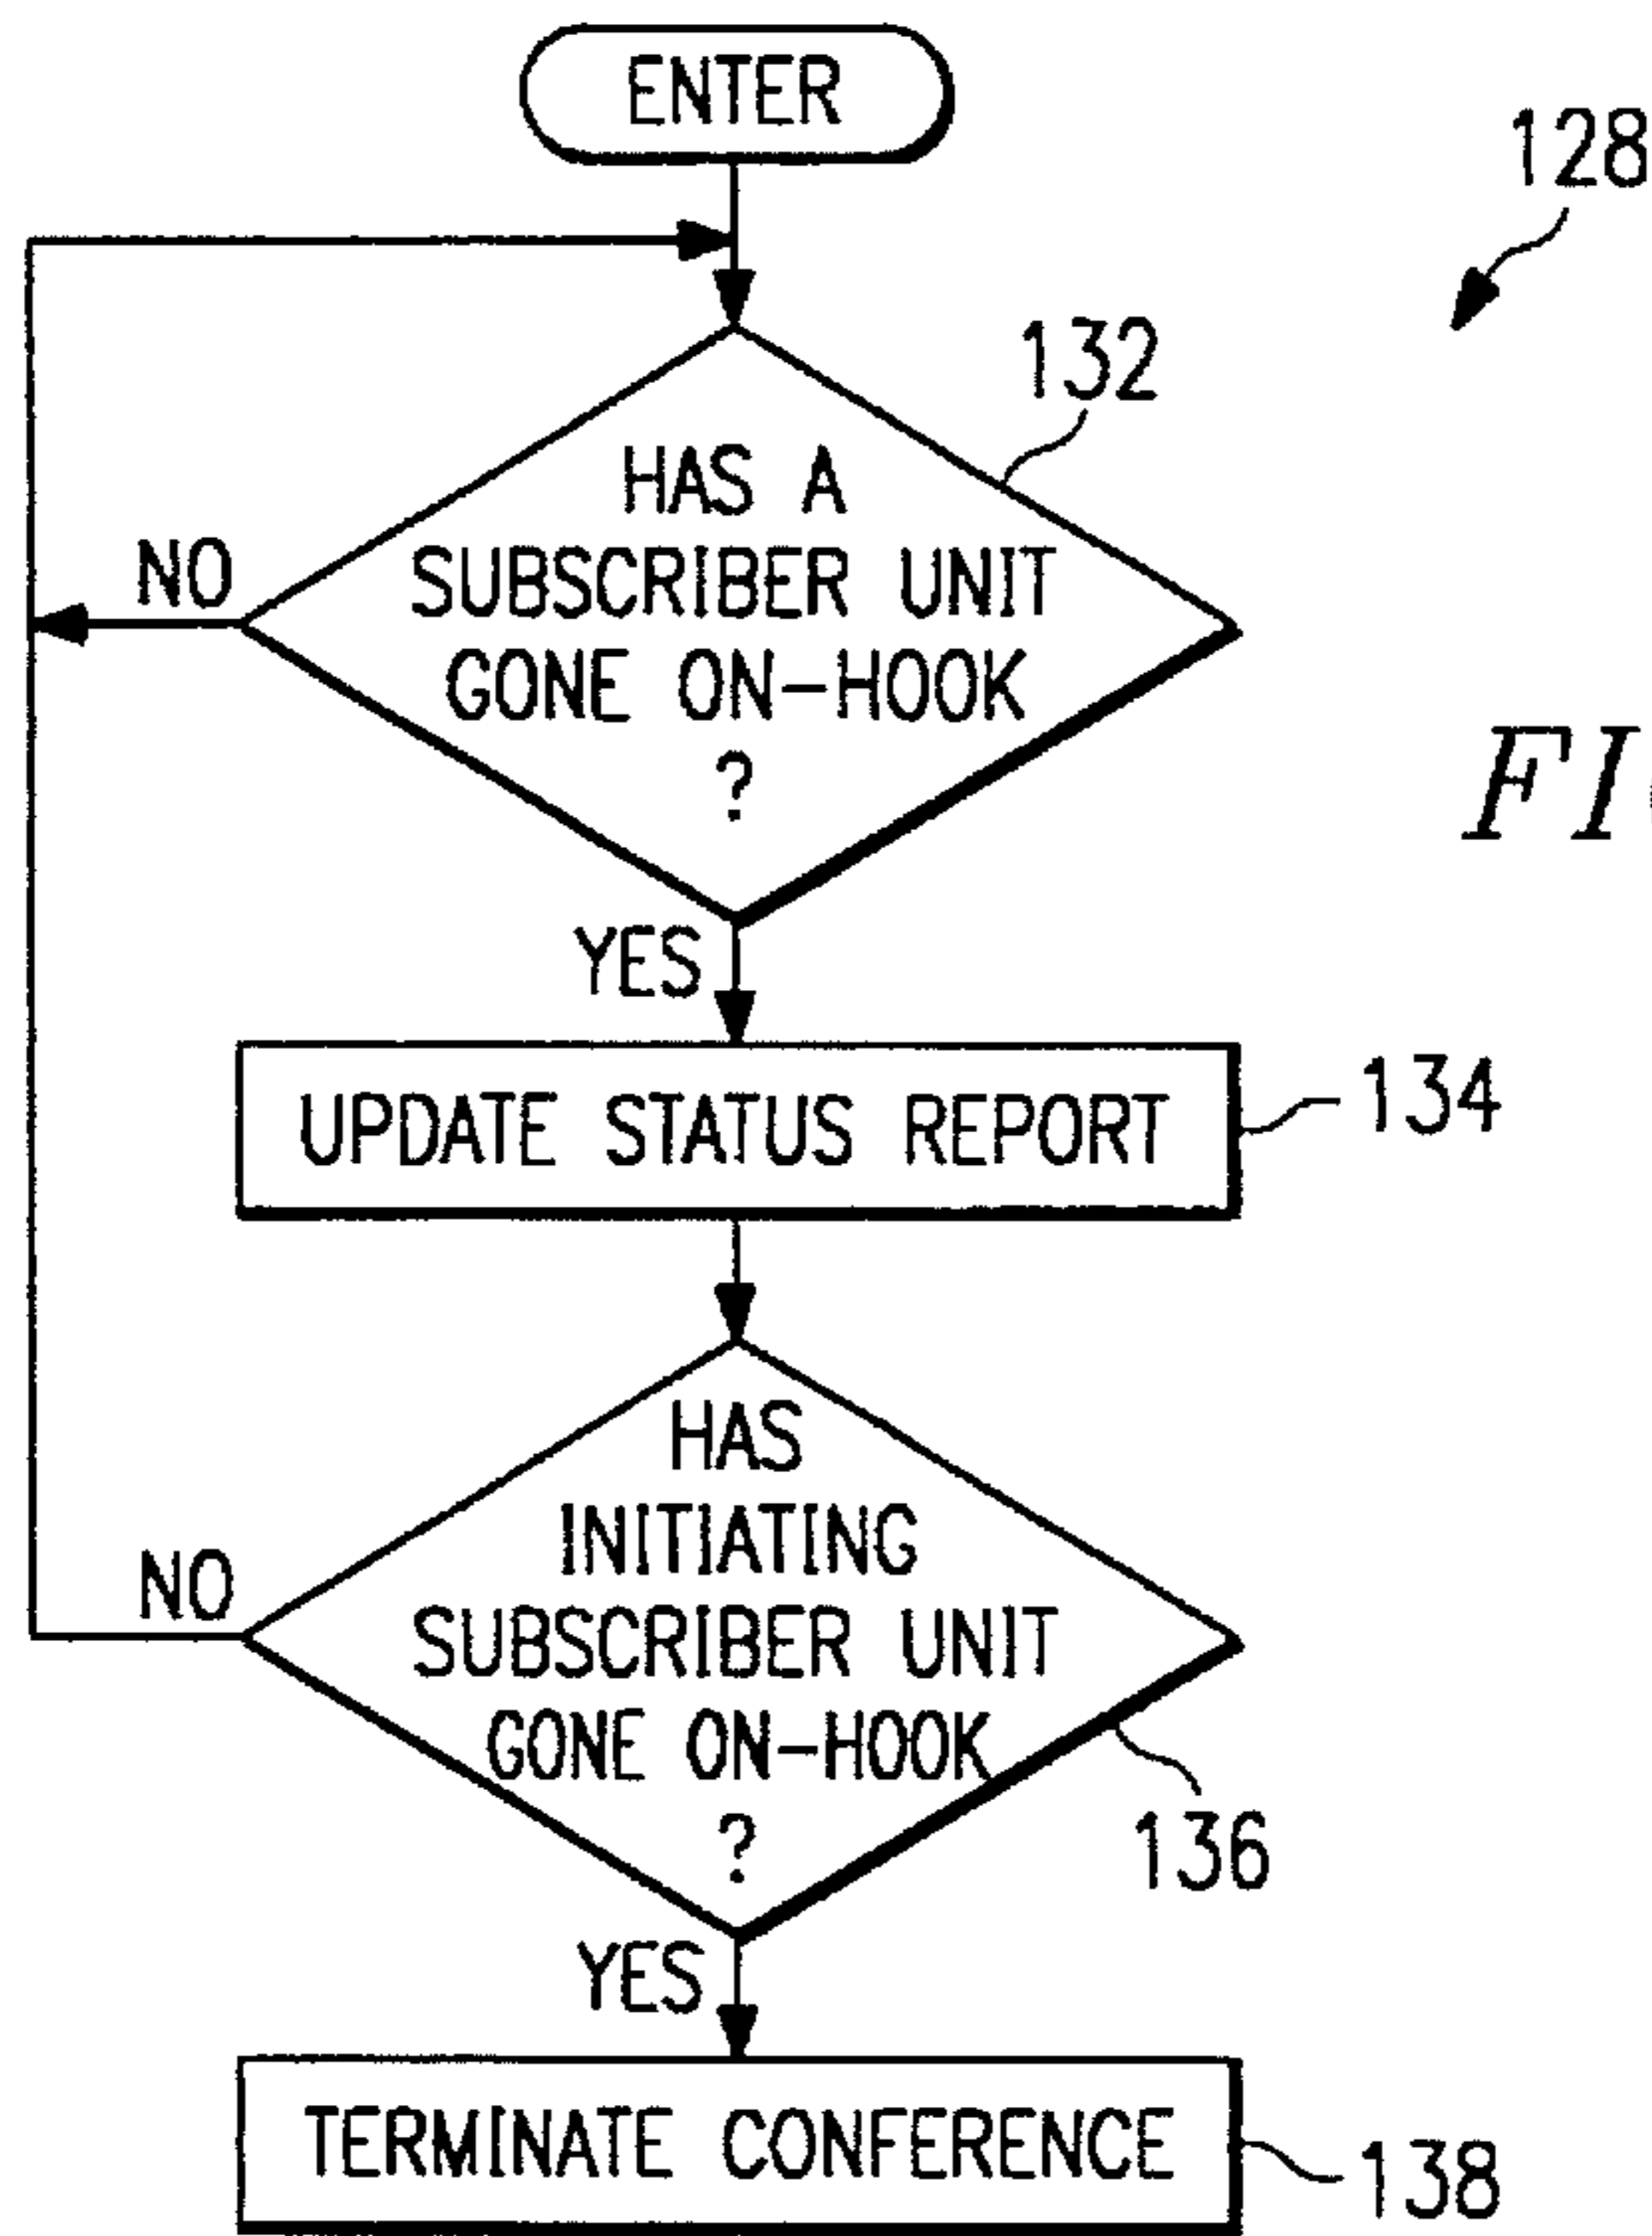 ENTER
128
132
HAS A
SUBSCRIBER UNIT
GONE ON-HOOK
?
NO
YES
UPDATE STATUS REPORT
134
HAS
INITIATING
SUBSCRIBER UNIT
GONE ON-HOOK
?
NO
136
YES
TERMINATE CONFERENCE
138